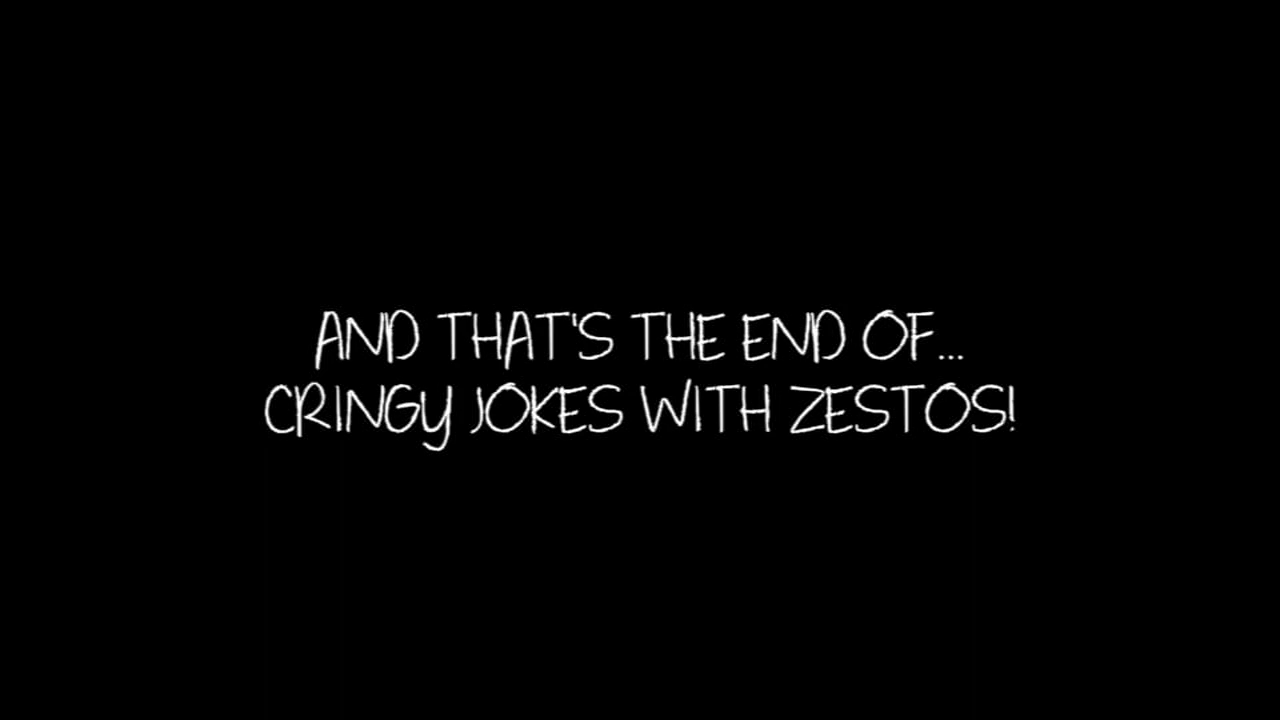 AND THAT'S THE END OF...
CRINGY JOKES WITH ZESTOS!